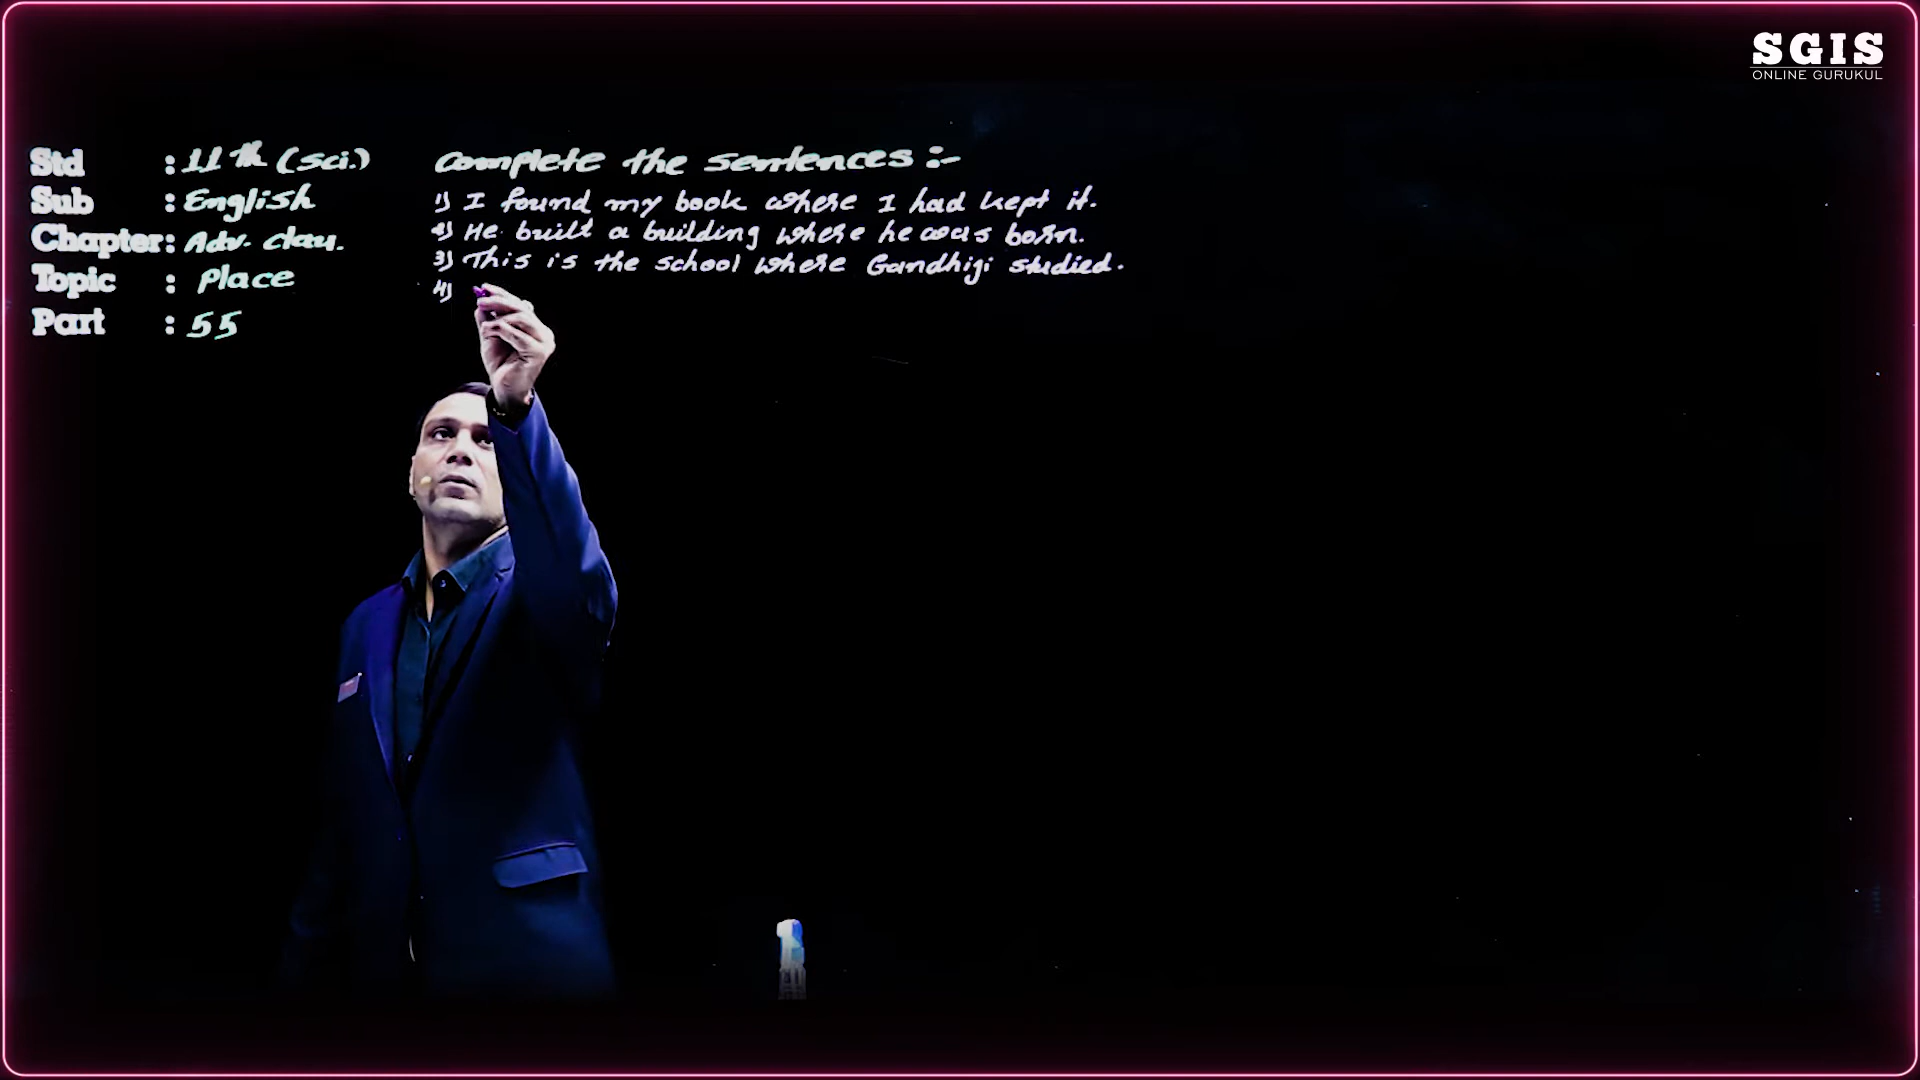 SGIS
ONLINE GURUKUL
Std : 11th (sci.)
Sub : English
Chapter : Adv. clau.
Topic : Place
Part : 55
Complete the sentences :-
1) I found my book where I had kept it.
2) He built a building where he was born.
3) This is the school where Gandhiji studied.
4)